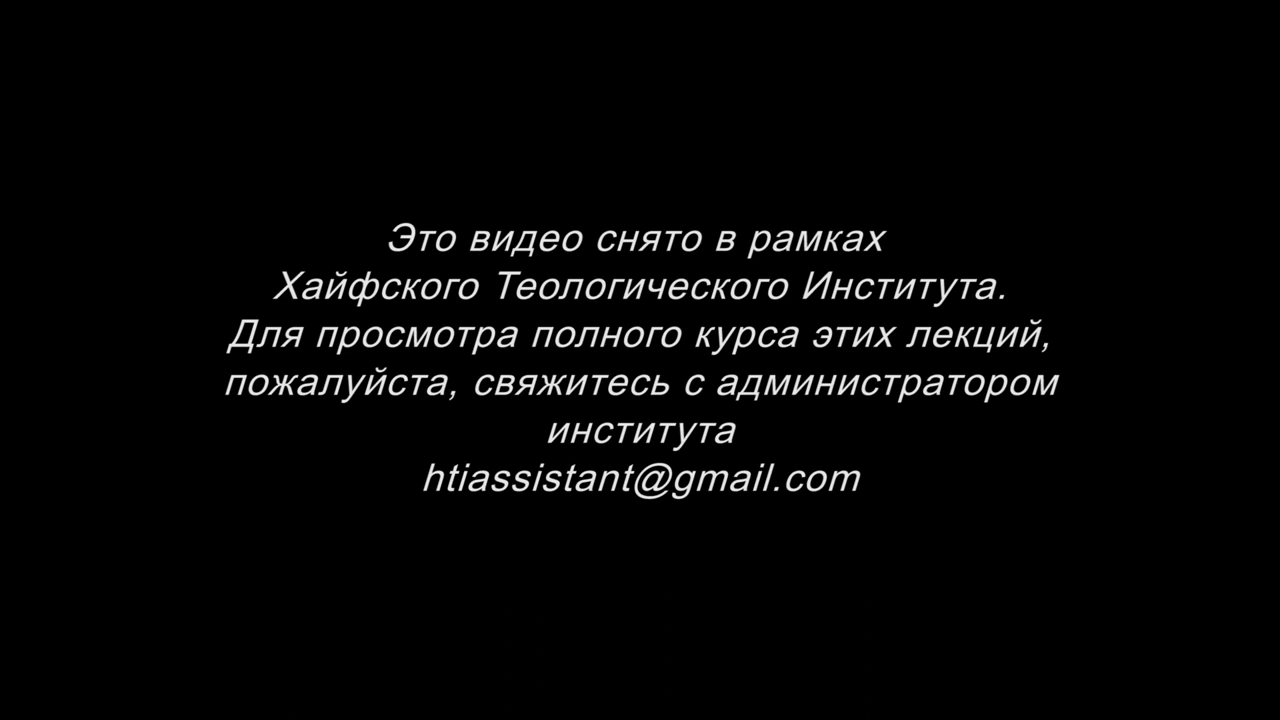 Это видео снято в рамках
Хайфского Теологического Института.
Для просмотра полного курса этих лекций,
пожалуйста, свяжитесь с администратором
института
htiassistant@gmail.com